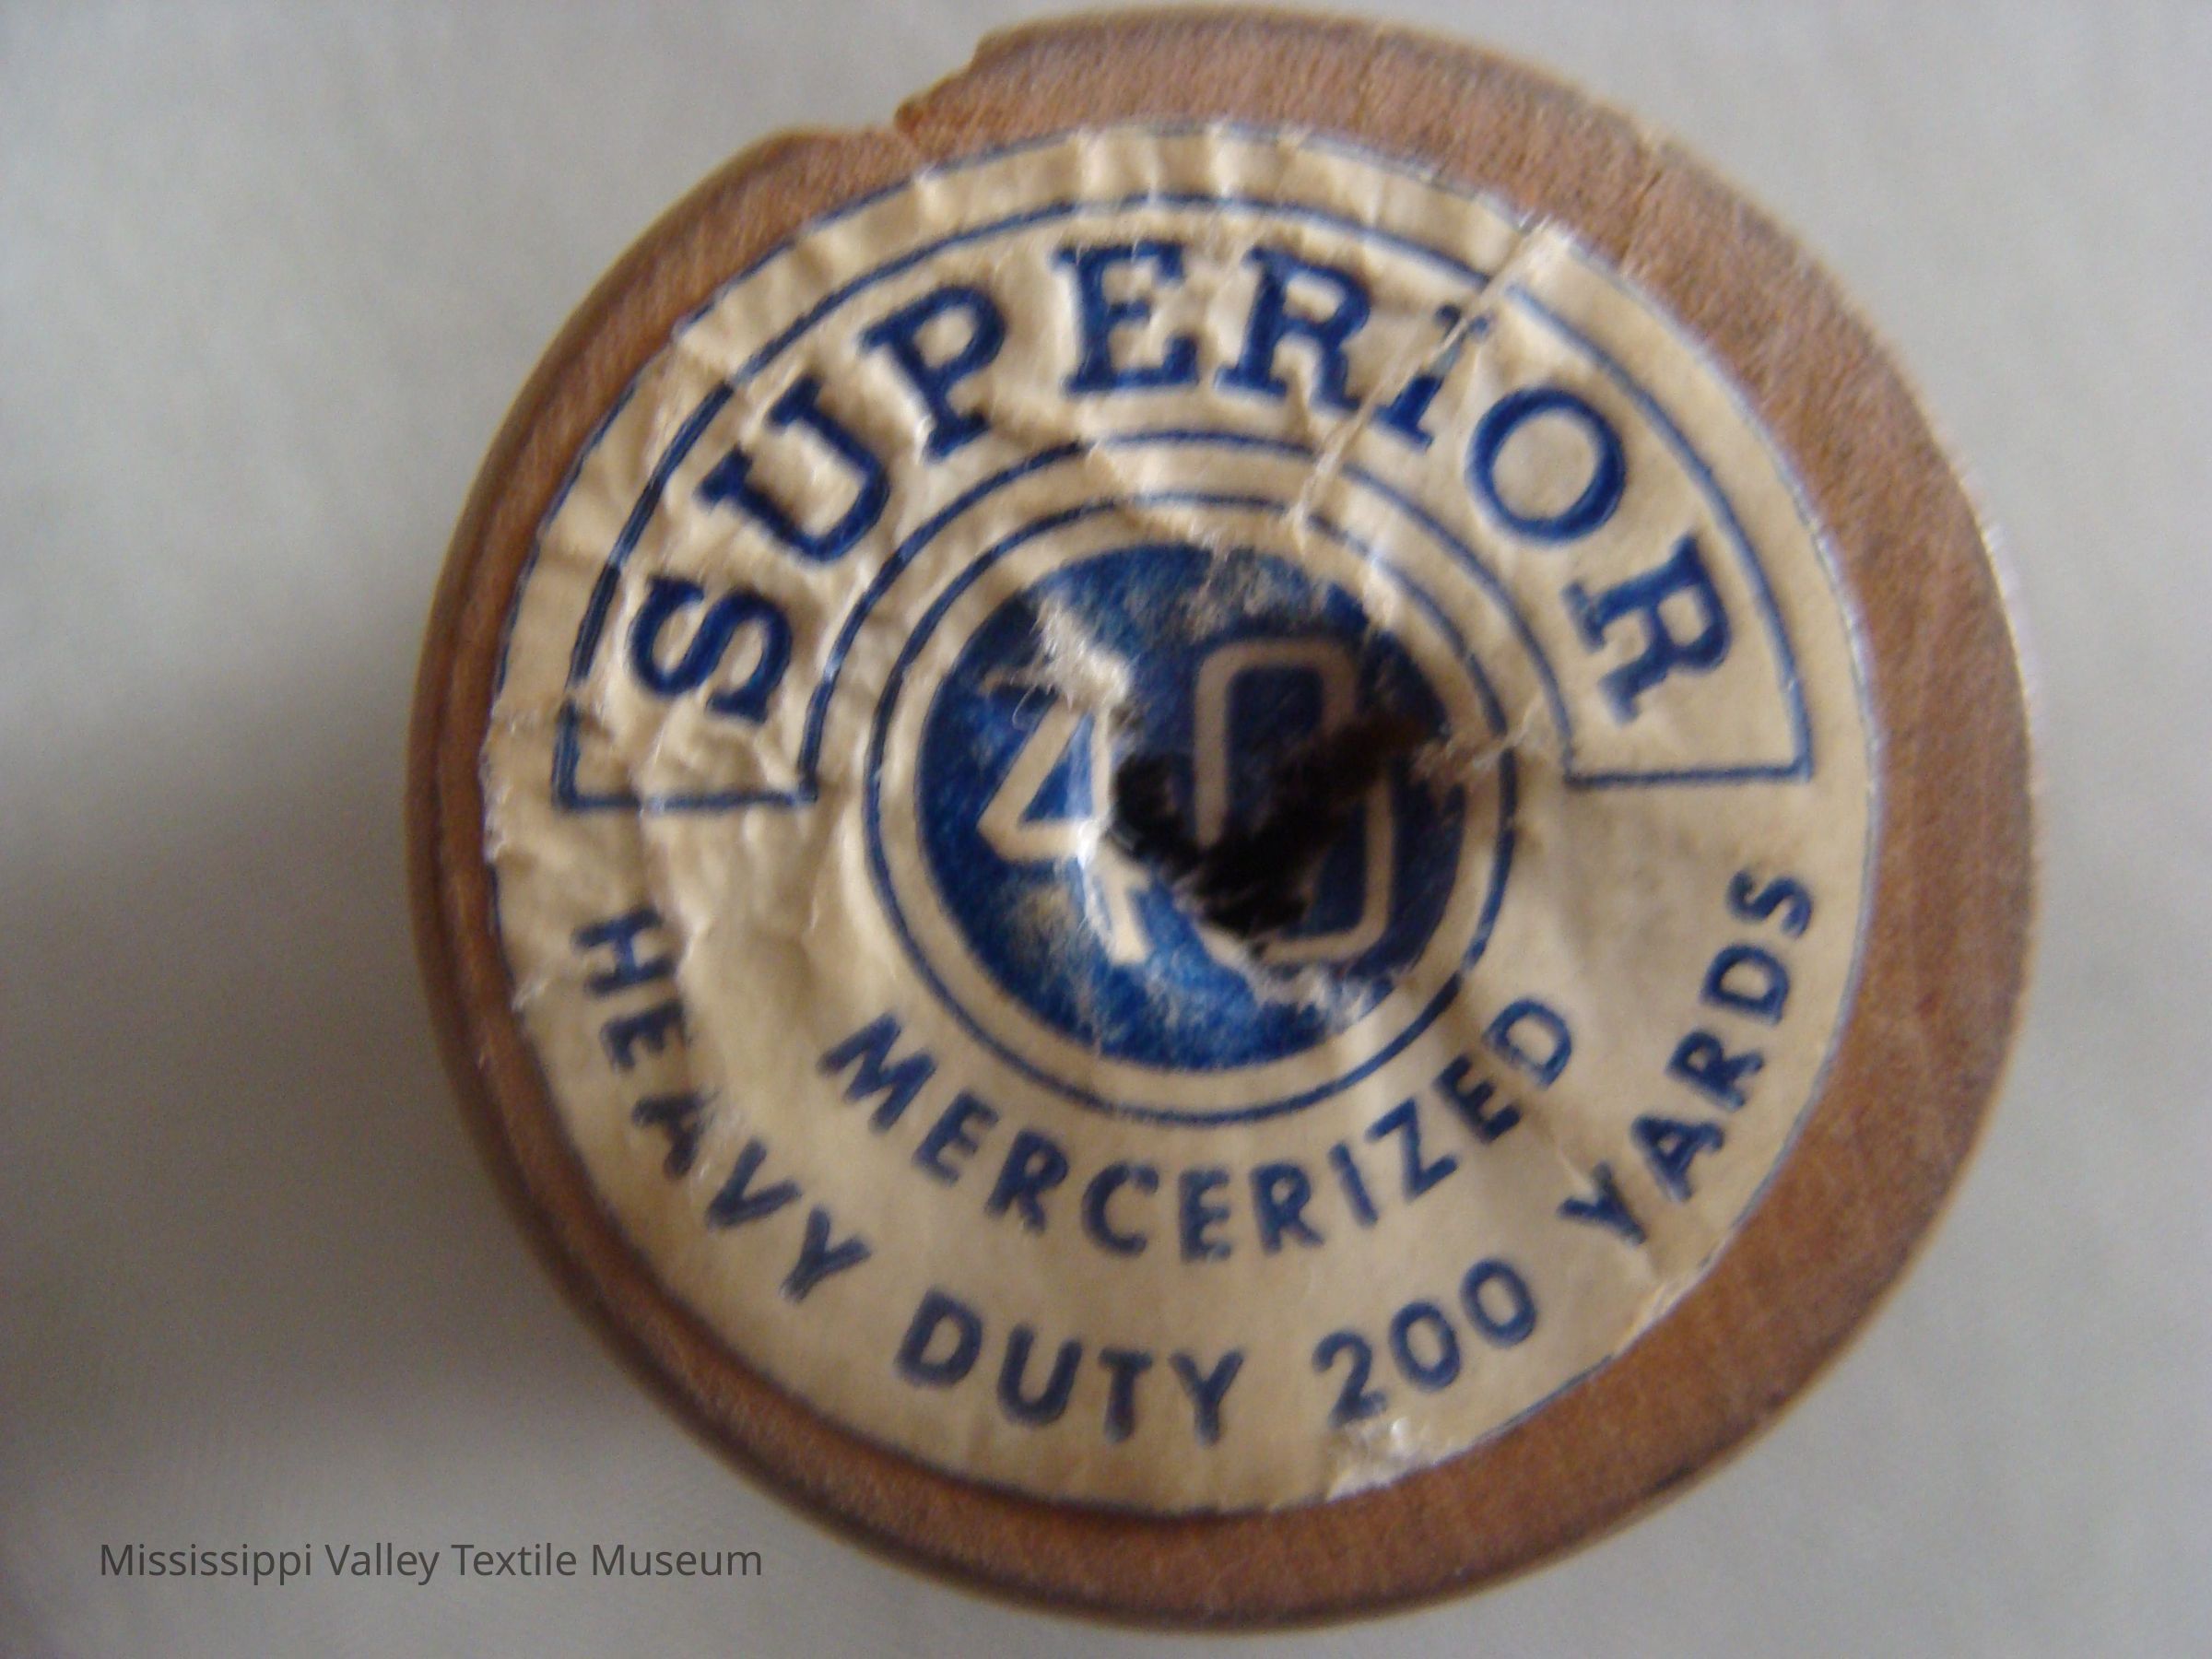 SUPERIOR
40
MERCERIZED
HEAVY DUTY 200 YARDS
Mississippi Valley Textile Museum